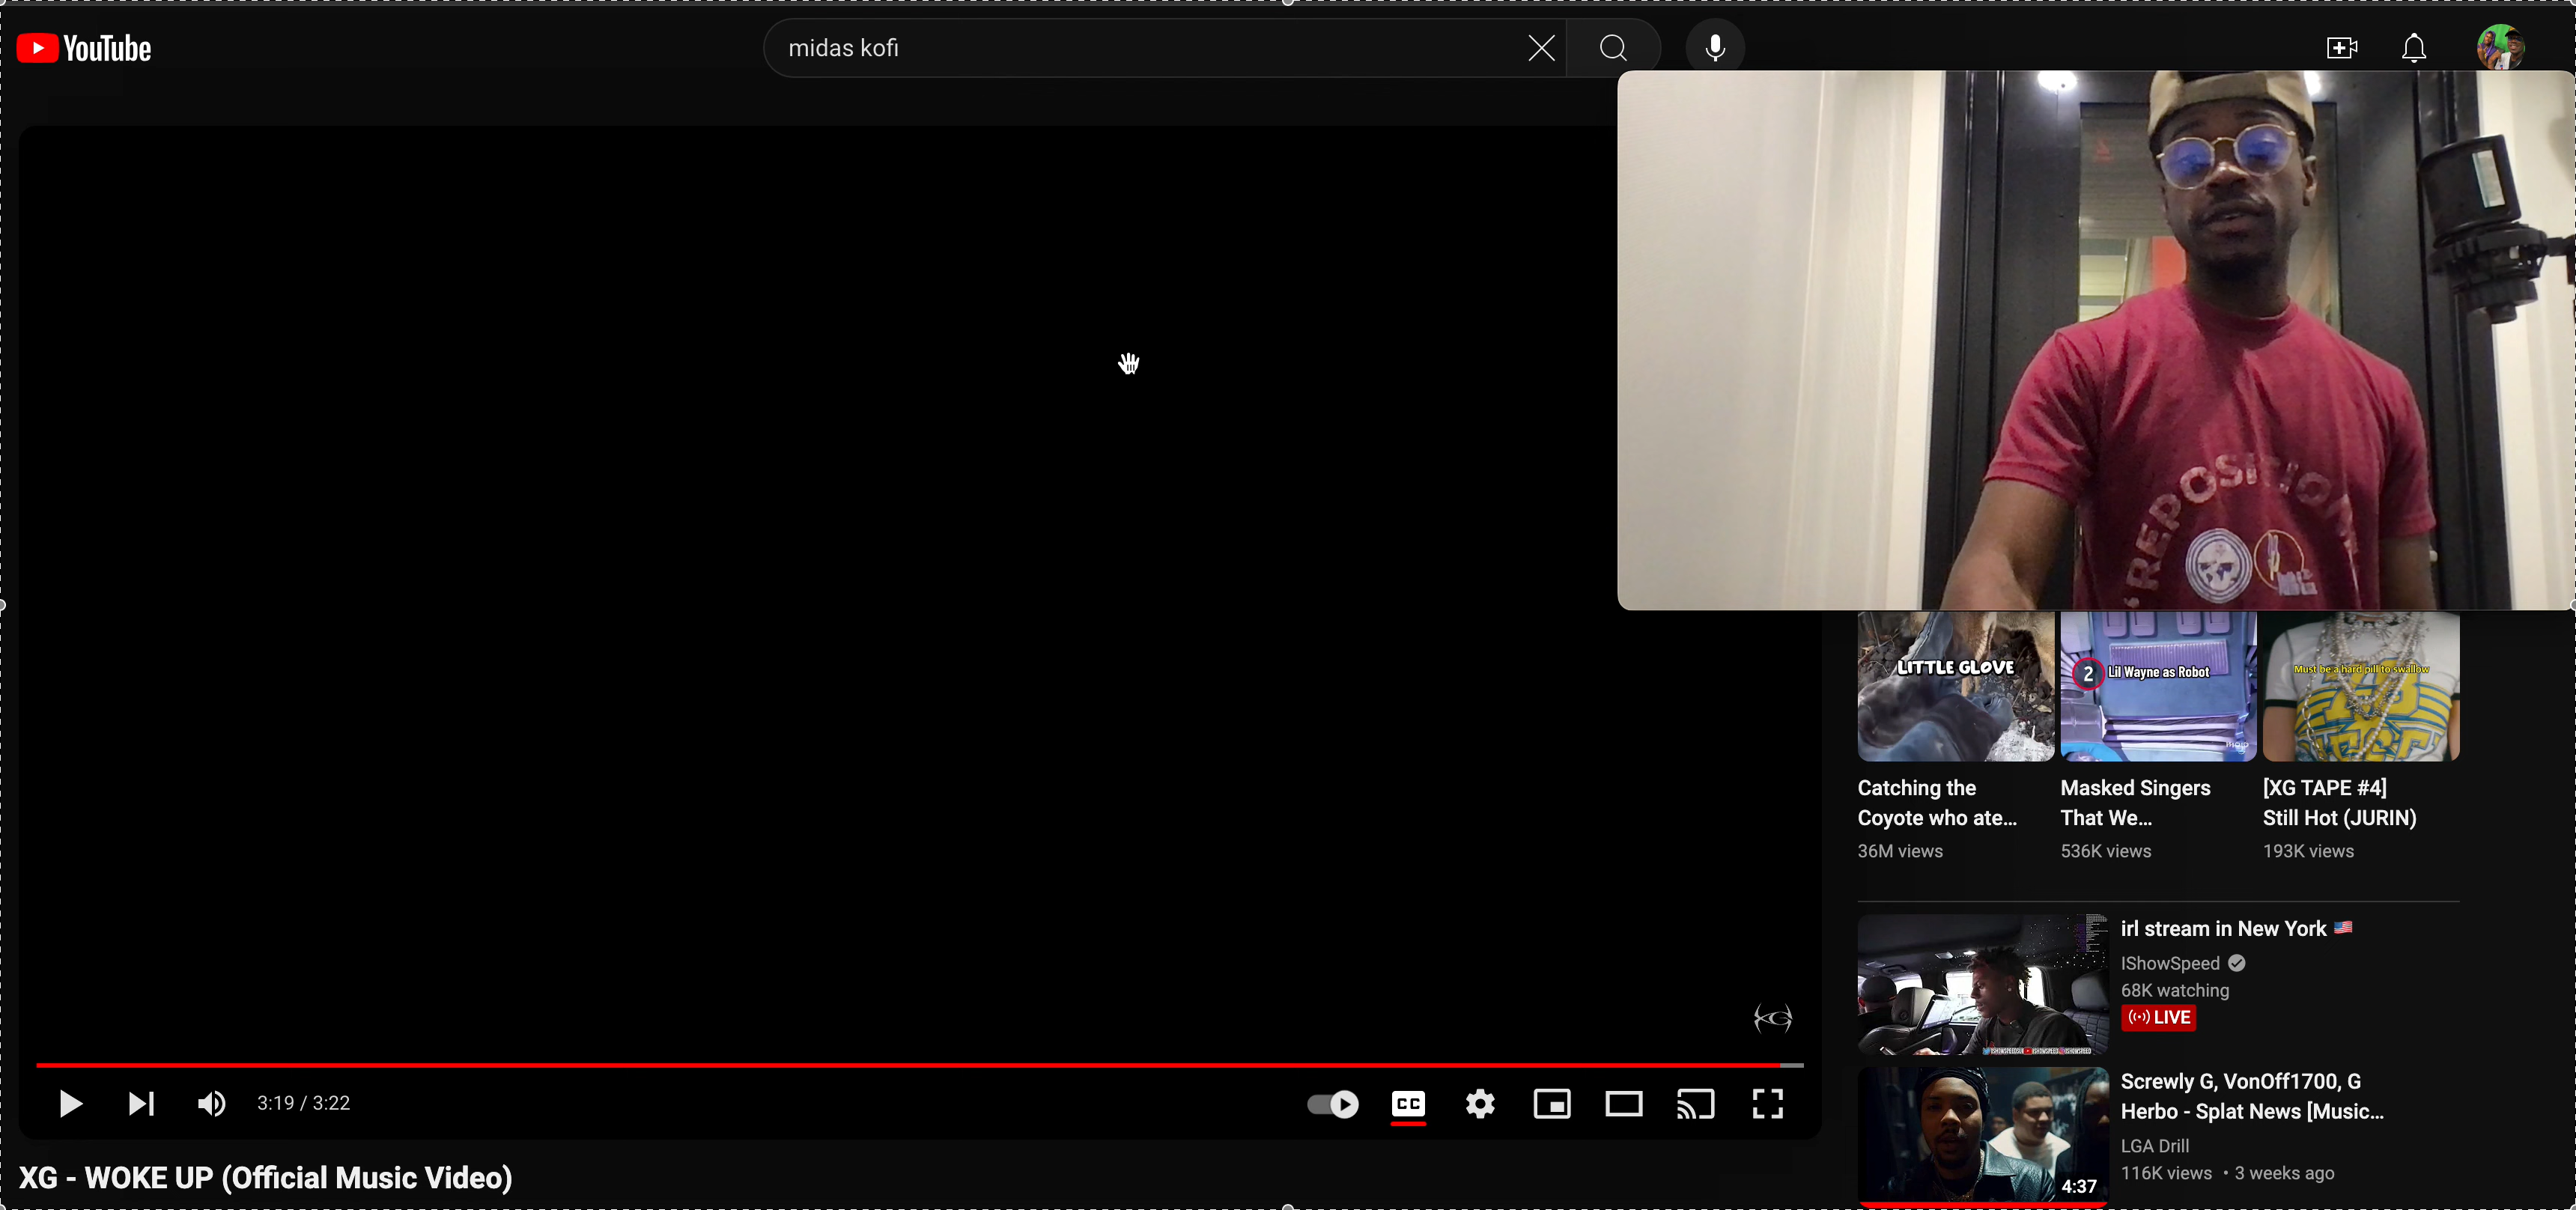 YouTube
midas kofi
REPOSITION
LITTLE GLOVE
2 Lil Wayne as Robot
Must be a hard pill to swallow
Catching the
Coyote who ate...
36M views
Masked Singers
That We...
536K views
[XG TAPE #4]
Still Hot (JURIN)
193K views
irl stream in New York 🇺🇸
IShowSpeed
68K watching
LIVE
Screwly G, VonOff1700, G
Herbo - Splat News [Music...
LGA Drill
116K views • 3 weeks ago
4:37
XG
3:19 / 3:22
CC
XG - WOKE UP (Official Music Video)